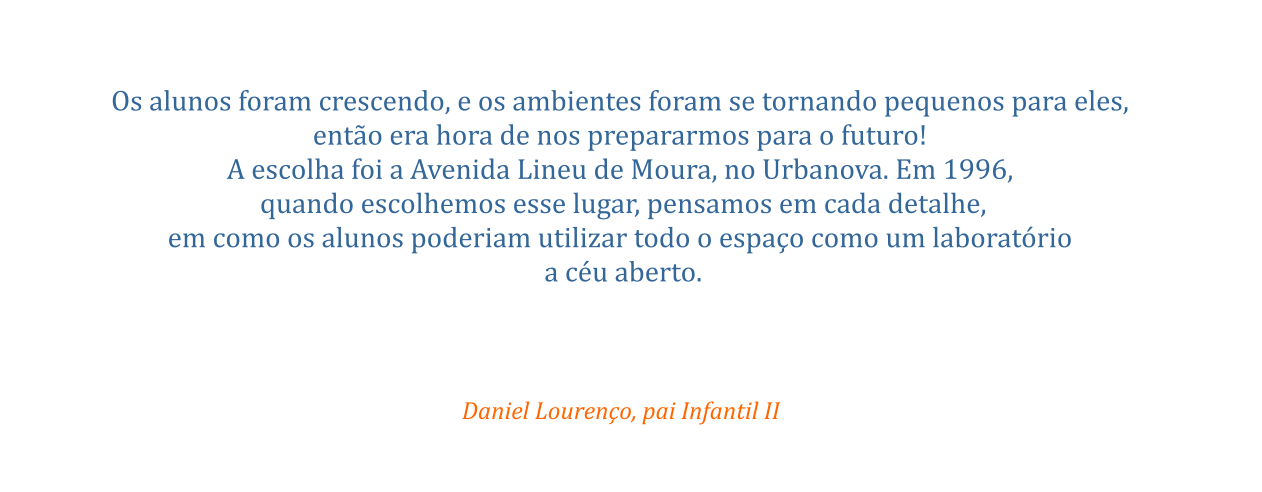 Os alunos foram crescendo, e os ambientes foram se tornando pequenos para eles,
então era hora de nos prepararmos para o futuro!
A escolha foi a Avenida Lineu de Moura, no Urbanova. Em 1996,
quando escolhemos esse lugar, pensamos em cada detalhe,
em como os alunos poderiam utilizar todo o espaço como um laboratório
a céu aberto.
Daniel Lourenço, pai Infantil II